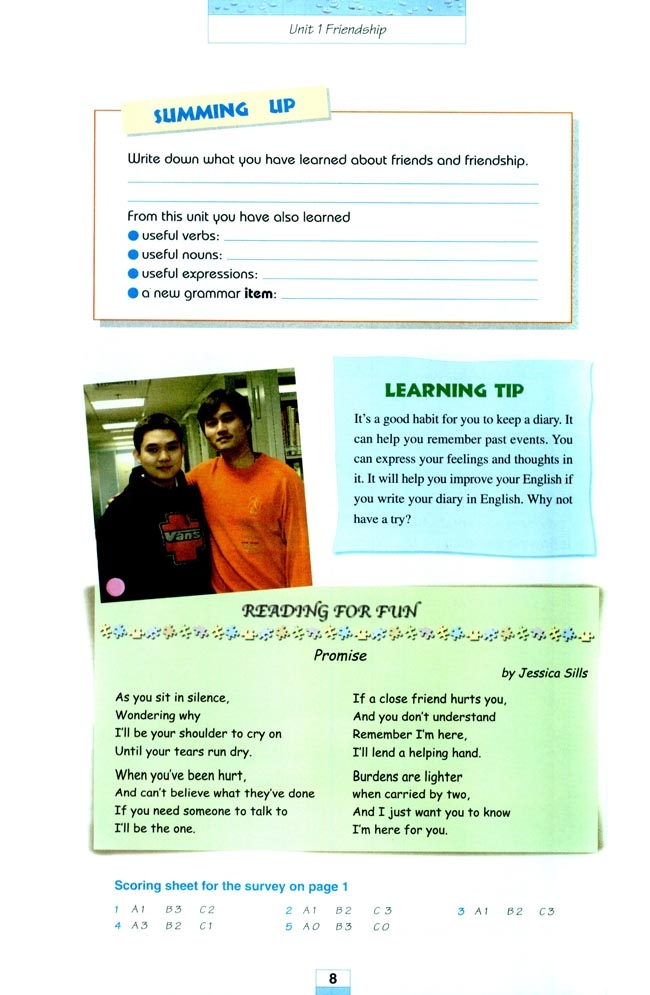 Unit 1 Friendship
SUMMING UP
Write down what you have learned about friends and friendship.
From this unit you have also learned
useful verbs:
useful nouns:
useful expressions:
a new grammar item:
LEARNING TIP
It's a good habit for you to keep a diary. It
can help you remember past events. You
can express your feelings and thoughts in
it. It will help you improve your English if
you write your diary in English. Why not
have a try?
Vans
READING FOR FUN
Promise
by Jessica Sills
As you sit in silence,
Wondering why
I'll be your shoulder to cry on
Until your tears run dry.
When you've been hurt,
And can't believe what they've done
If you need someone to talk to
I'll be the one.
If a close friend hurts you,
And you don't understand
Remember I'm here,
I'll lend a helping hand.
Burdens are lighter
when carried by two,
And I just want you to know
I'm here for you.
Scoring sheet for the survey on page 1
1 A1 B3 C2 2 A1 B2 C3 3 A1 B2 C3
4 A3 B2 C1 5 A0 B3 C0
8